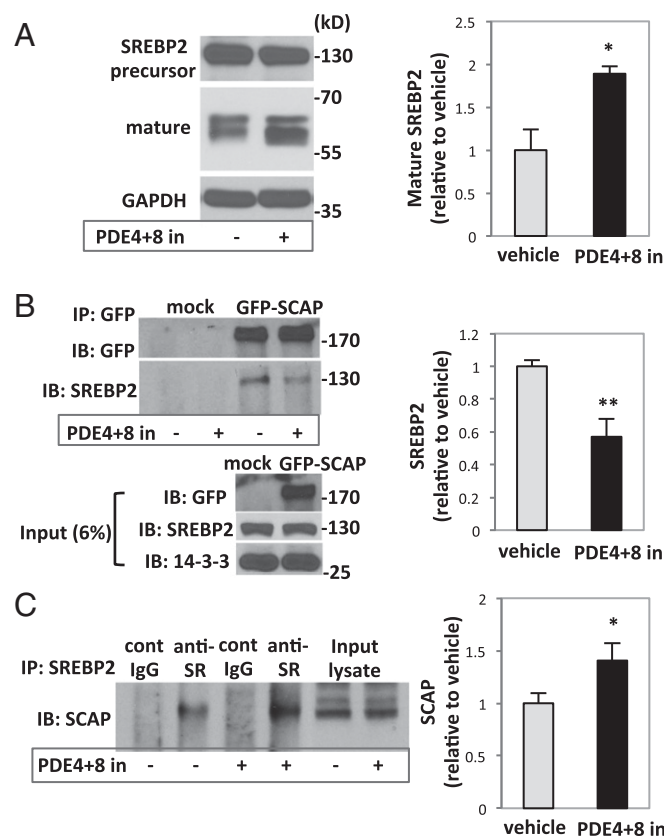 A
(kD)
SREBP2
precursor
-130
-70
mature
-55
GAPDH
-35
PDE4+8 in - +
Mature SREBP2
(relative to vehicle)
2.5
2
1.5
1
0.5
0
*
vehicle PDE4+8 in
B
mock GFP-SCAP
IP: GFP
IB: GFP
-170
IB: SREBP2
-130
PDE4+8 in - + - +
mock GFP-SCAP
Input (6%)
IB: GFP
-170
IB: SREBP2
-130
IB: 14-3-3
-25
SREBP2
(relative to vehicle)
1.2
1
0.8
0.6
0.4
0.2
0
**
vehicle PDE4+8 in
C
IP: SREBP2
cont anti- cont anti- Input
IgG SR IgG SR lysate
IB: SCAP
PDE4+8 in - - + + - +
SCAP
(relative to vehicle)
2
1.5
1
0.5
0
*
vehicle PDE4+8 in